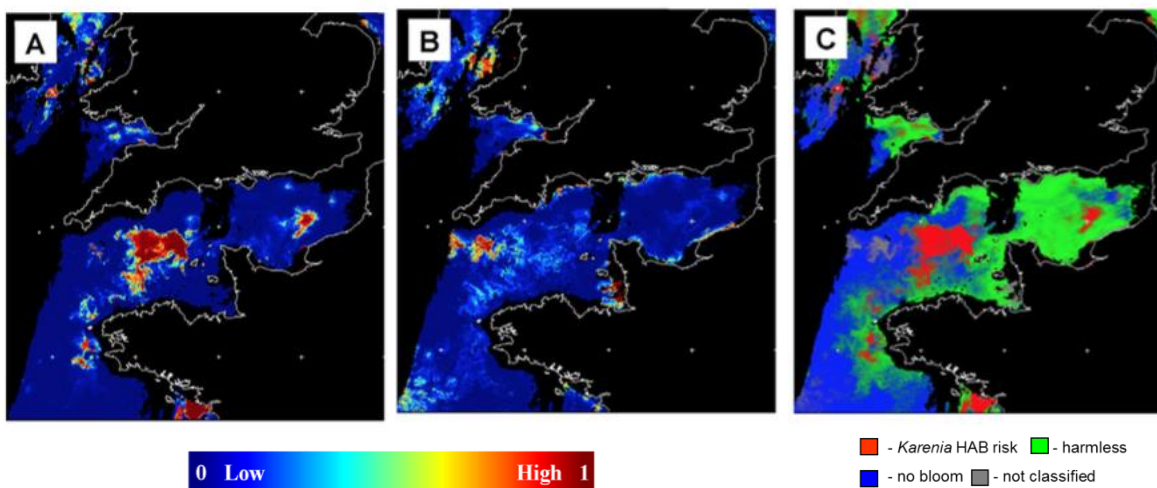 A
B
C
0 Low High 1
- Karenia HAB risk - harmless
- no bloom - not classified